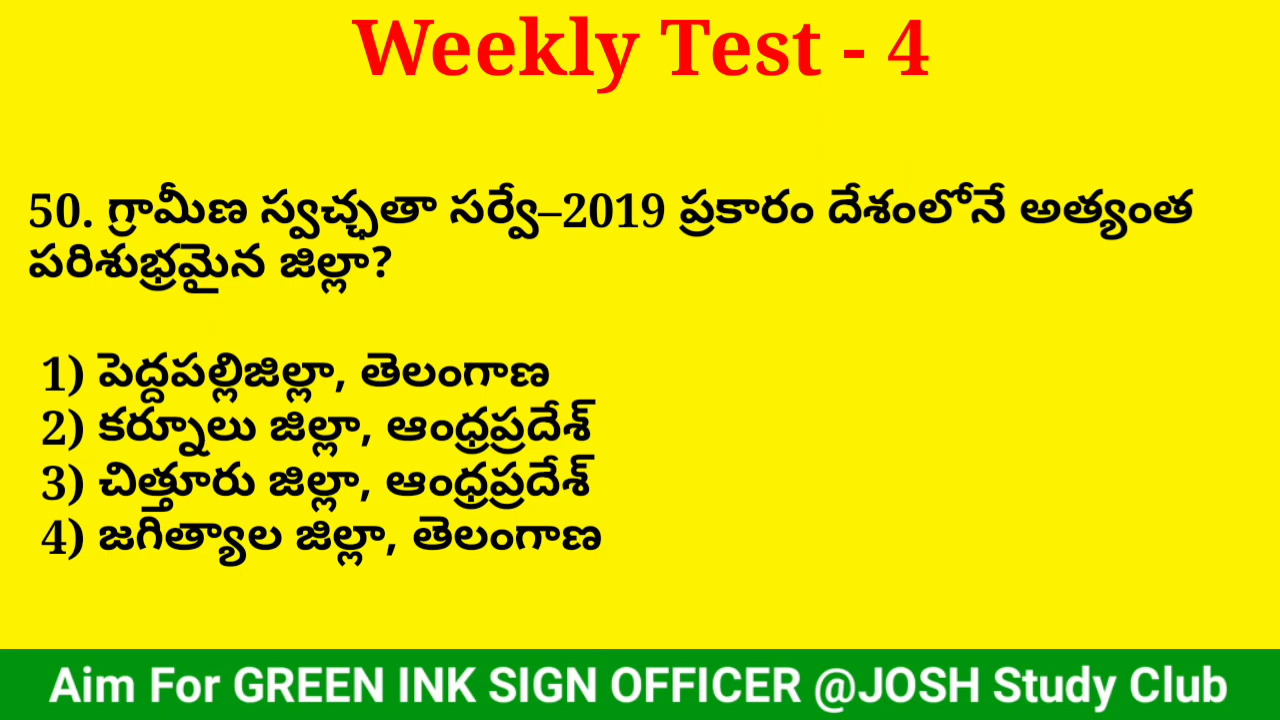 Weekly Test - 4
50. గ్రామీణ స్వచ్ఛతా సర్వే–2019 ప్రకారం దేశంలోనే అత్యంత
పరిశుభ్రమైన జిల్లా?
1) పెద్దపల్లిజిల్లా, తెలంగాణ
2) కర్నూలు జిల్లా, ఆంధ్రప్రదేశ్
3) చిత్తూరు జిల్లా, ఆంధ్రప్రదేశ్
4) జగిత్యాల జిల్లా, తెలంగాణ
Aim For GREEN INK SIGN OFFICER @JOSH Study Club